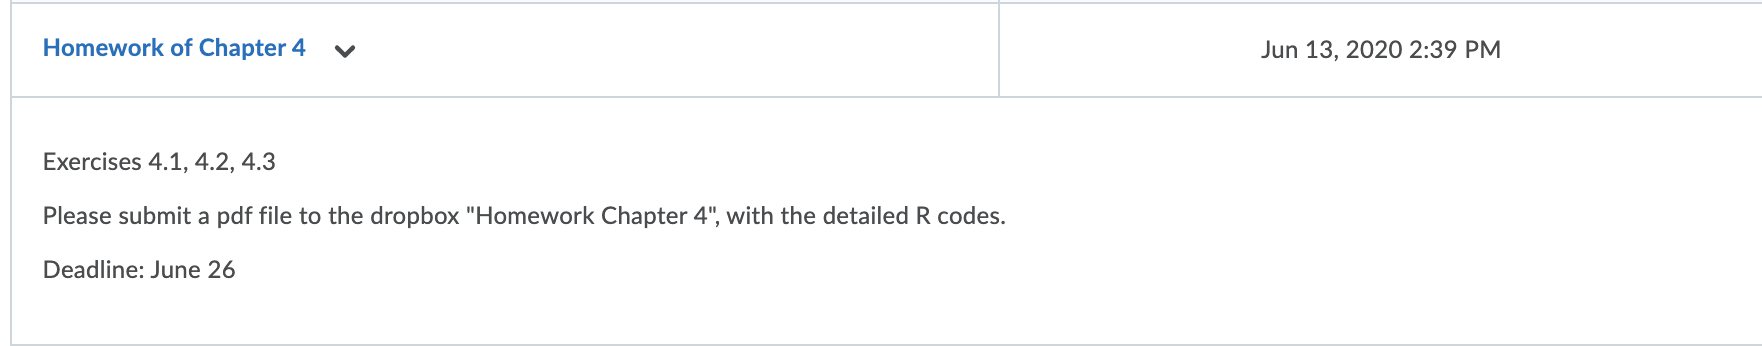 Homework of Chapter 4
Jun 13, 2020 2:39 PM
Exercises 4.1, 4.2, 4.3
Please submit a pdf file to the dropbox "Homework Chapter 4", with the detailed R codes.
Deadline: June 26